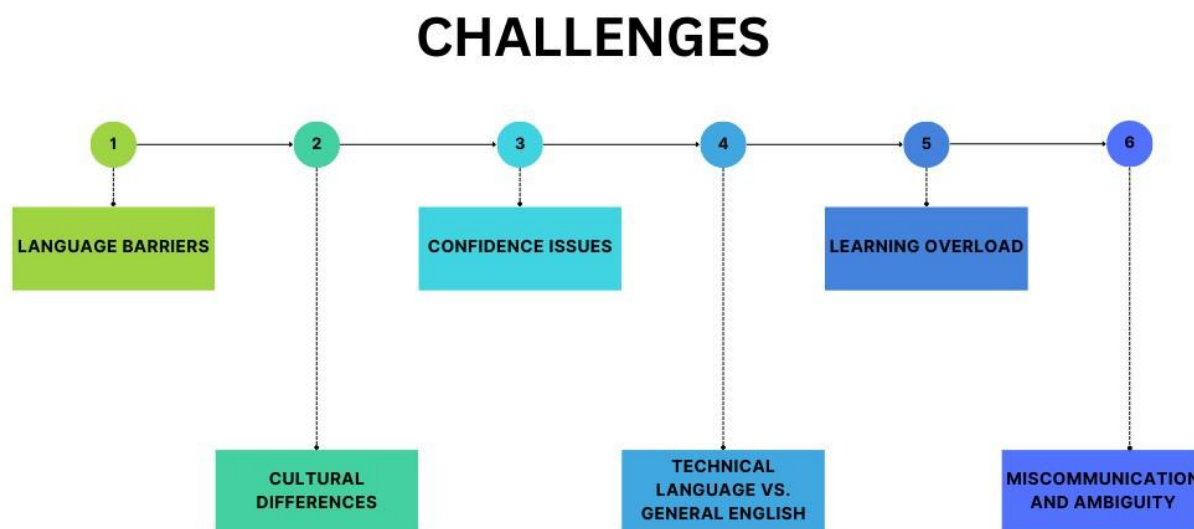 CHALLENGES
1
2
3
4
5
6
LANGUAGE BARRIERS
CONFIDENCE ISSUES
LEARNING OVERLOAD
CULTURAL
DIFFERENCES
TECHNICAL
LANGUAGE VS.
GENERAL ENGLISH
MISCOMMUNICATION
AND AMBIGUITY